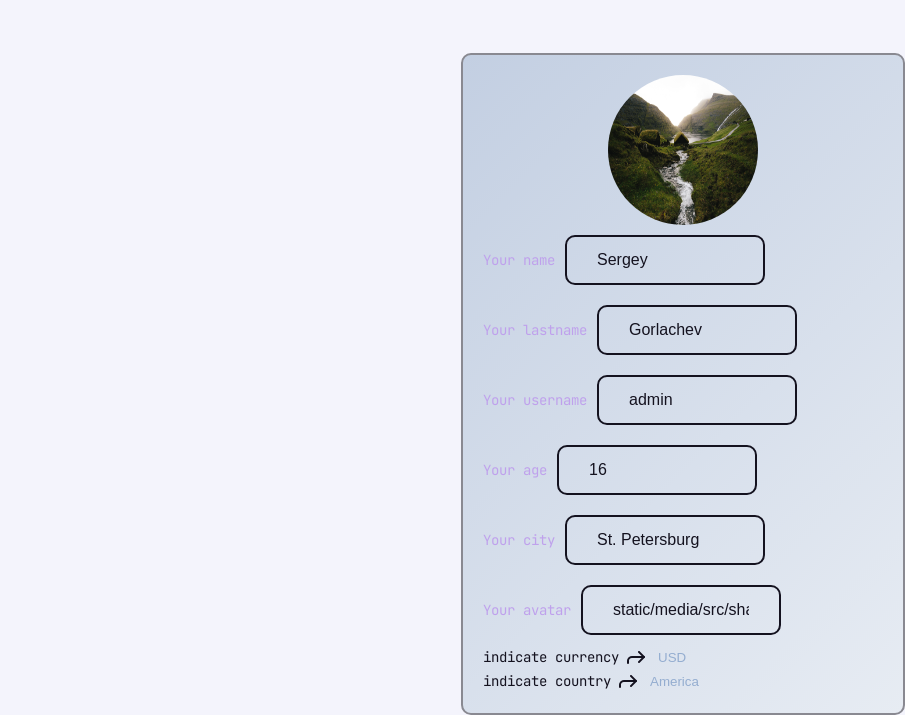 Your name Sergey
Your lastname Gorlachev
Your username admin
Your age 16
Your city St. Petersburg
Your avatar static/media/src/sha
indicate currency USD
indicate country America